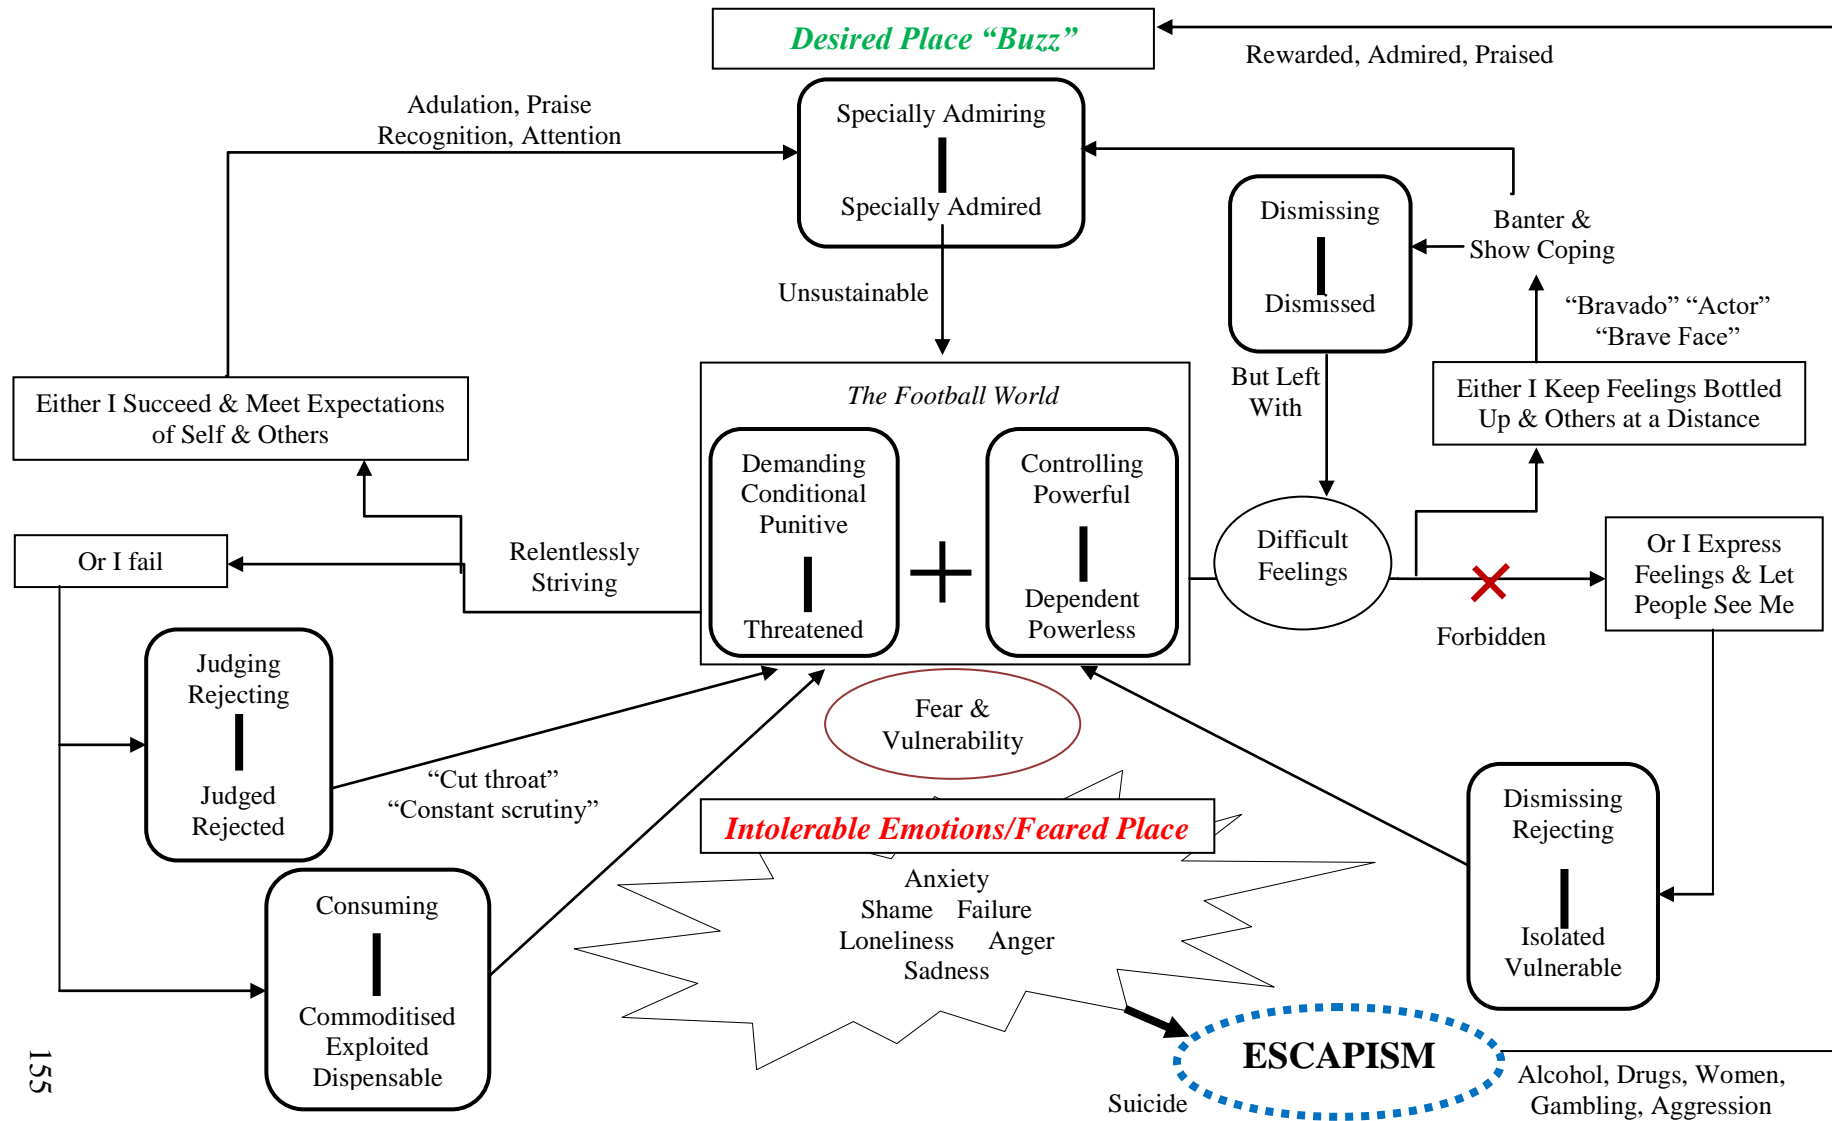 Desired Place “Buzz”
Rewarded, Admired, Praised
Adulation, Praise
Recognition, Attention
Specially Admiring
Specially Admired
Unsustainable
Dismissing
Dismissed
Banter &
Show Coping
“Bravado” “Actor”
“Brave Face”
But Left
With
Either I Keep Feelings Bottled
Up & Others at a Distance
Either I Succeed & Meet Expectations
of Self & Others
The Football World
Demanding
Conditional
Punitive
Threatened
Controlling
Powerful
Dependent
Powerless
Difficult
Feelings
Or I Express
Feelings & Let
People See Me
Forbidden
Or I fail
Relentlessly
Striving
Judging
Rejecting
Judged
Rejected
“Cut throat”
“Constant scrutiny”
Fear &
Vulnerability
Intolerable Emotions/Feared Place
Anxiety
Shame Failure
Loneliness Anger
Sadness
Dismissing
Rejecting
Isolated
Vulnerable
Consuming
Commoditised
Exploited
Dispensable
ESCAPISM
Suicide
Alcohol, Drugs, Women,
Gambling, Aggression
155